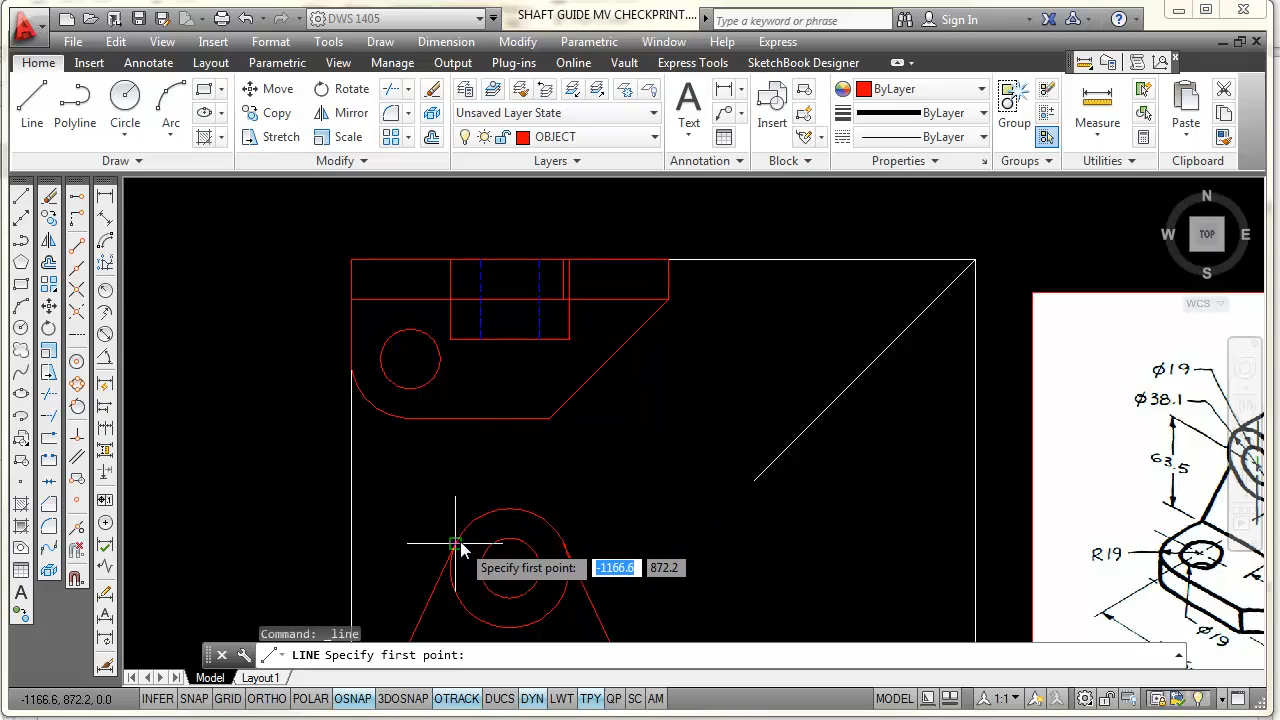 DWS 1405
SHAFT GUIDE MV CHECKPRINT....
Type a keyword or phrase
Sign In
File Edit View Insert Format Tools Draw Dimension Modify Parametric Window Help Express
Home Insert Annotate Layout Parametric View Manage Output Plug-ins Online Vault Express Tools SketchBook Designer
Line Polyline Circle Arc
Move Rotate
Copy Mirror
Stretch Scale
Unsaved Layer State
OBJECT
Text
Insert
ByLayer
ByLayer
ByLayer
Group
Measure
Paste
Draw Modify Layers Annotation Block Properties Groups Utilities Clipboard
N
W TOP E
S
WCS
Ø19
Ø38.1
63.5
R19
Ø19
Specify first point: -1166.6 872.2
Command: _line
LINE Specify first point:
Model Layout1
-1166.6, 872.2, 0.0 INFER SNAP GRID ORTHO POLAR OSNAP 3DOSNAP OTRACK DUCS DYN LWT TPY QP SC AM MODEL 1:1